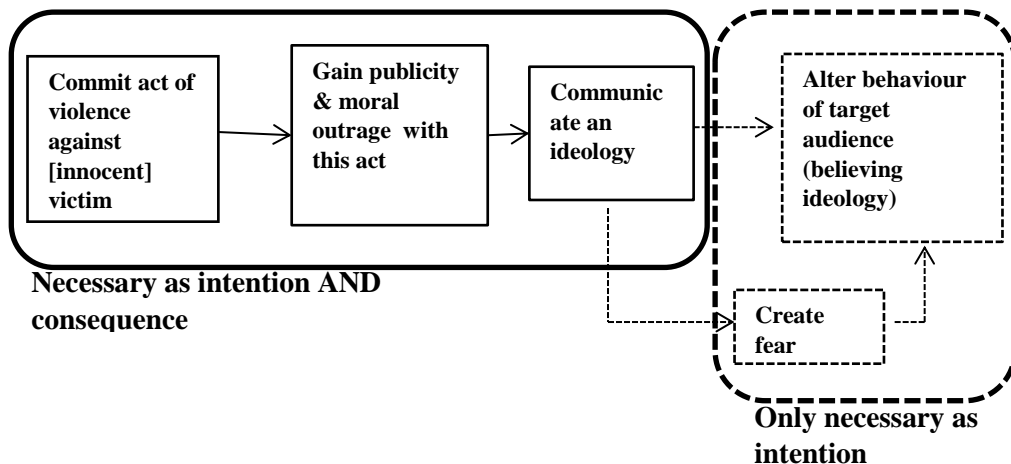 Commit act of
violence
against
[innocent]
victim
Gain publicity
& moral
outrage with
this act
Communic
ate an
ideology
Alter behaviour
of target
audience
(believing
ideology)
Necessary as intention AND
consequence
Create
fear
Only necessary as
intention